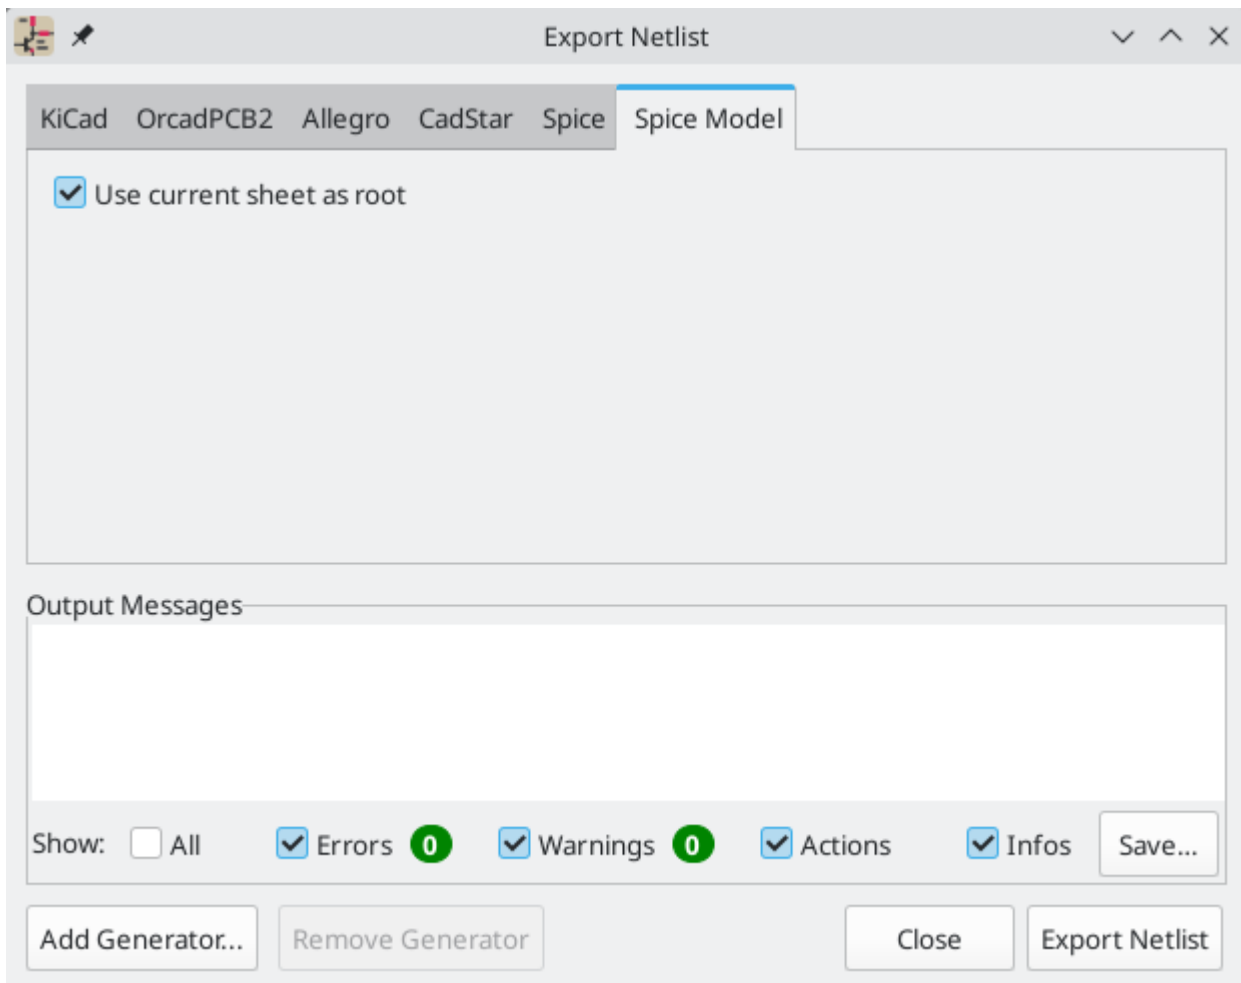 Export Netlist
KiCad OrcadPCB2 Allegro CadStar Spice Spice Model
Use current sheet as root
Output Messages
Show: All Errors 0 Warnings 0 Actions Infos Save...
Add Generator... Remove Generator Close Export Netlist